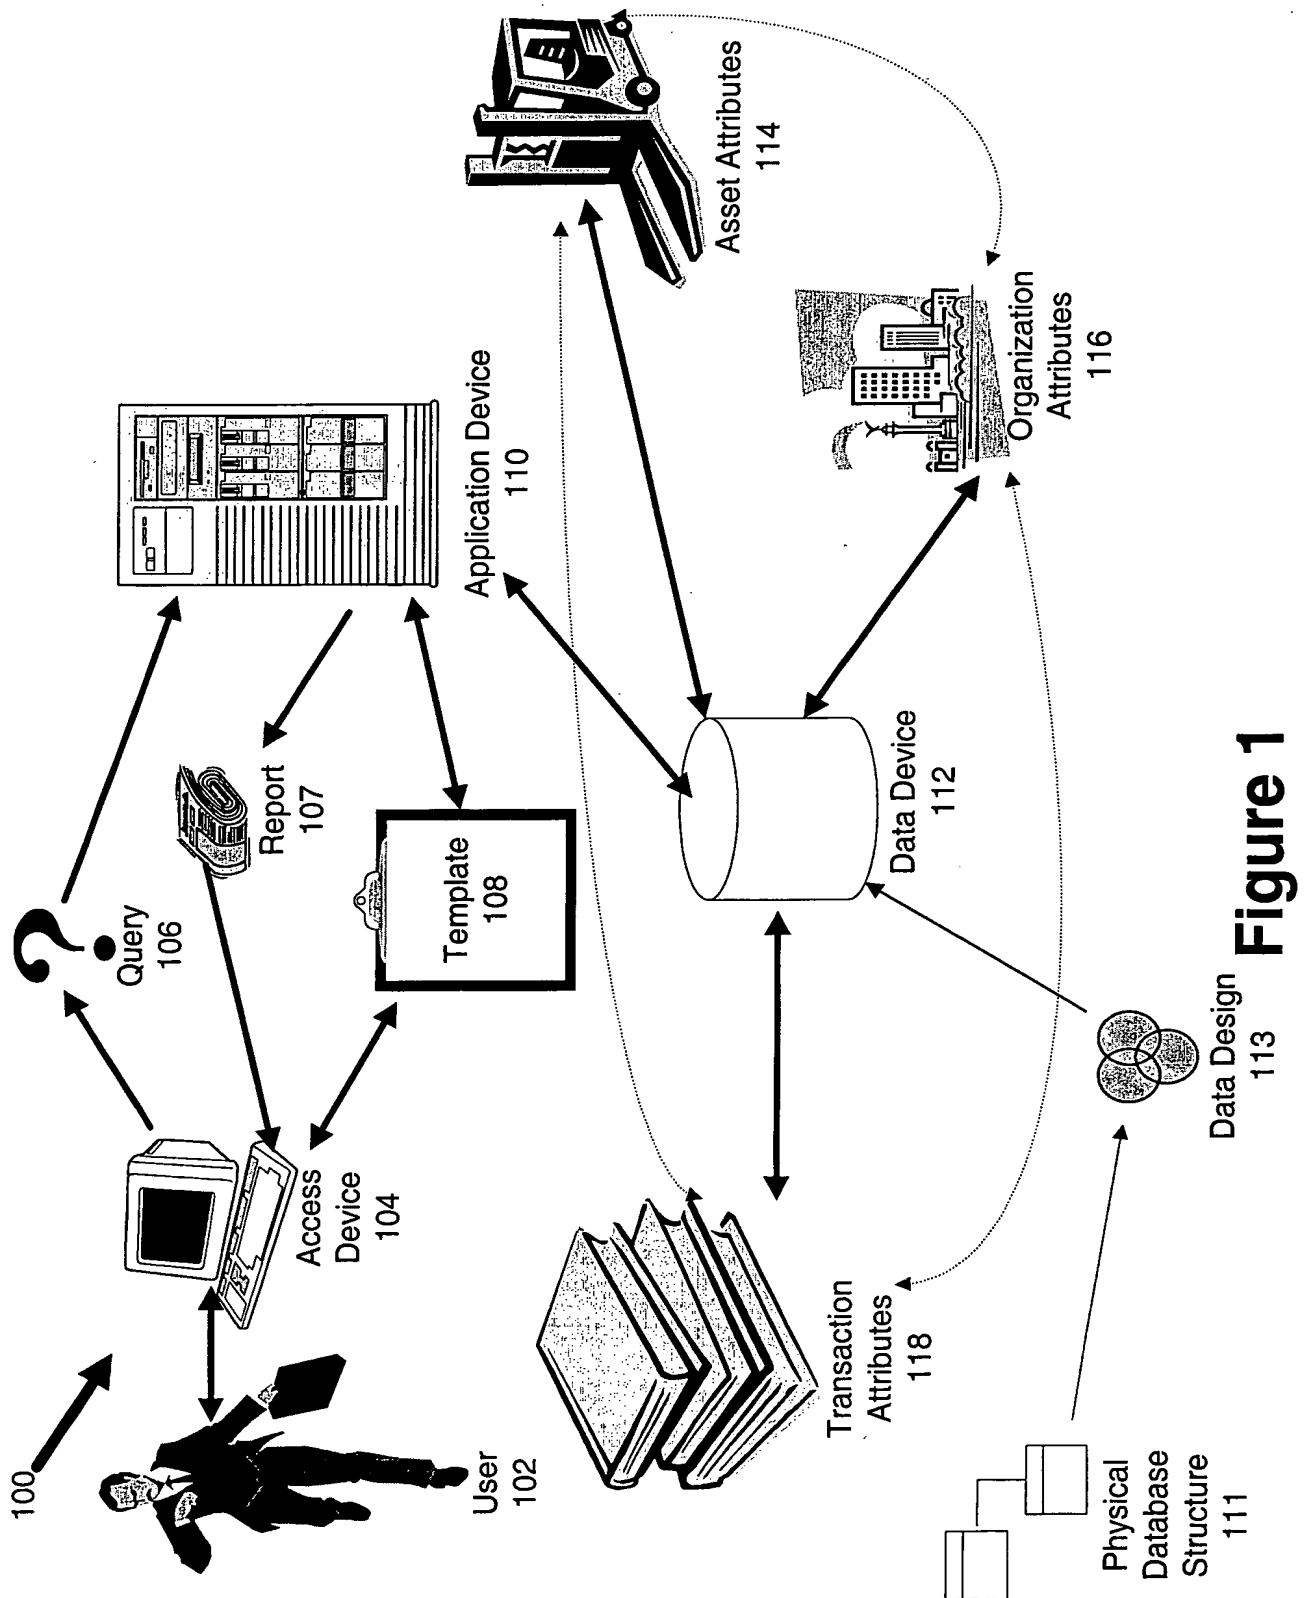 100
User
102
Access
Device
104
Query
106
Report
107
Template
108
Application Device
110
Asset Attributes
114
Organization
Attributes
116
Data Device
112
Transaction
Attributes
118
Data Design
113
Physical
Database
Structure
111
Figure 1